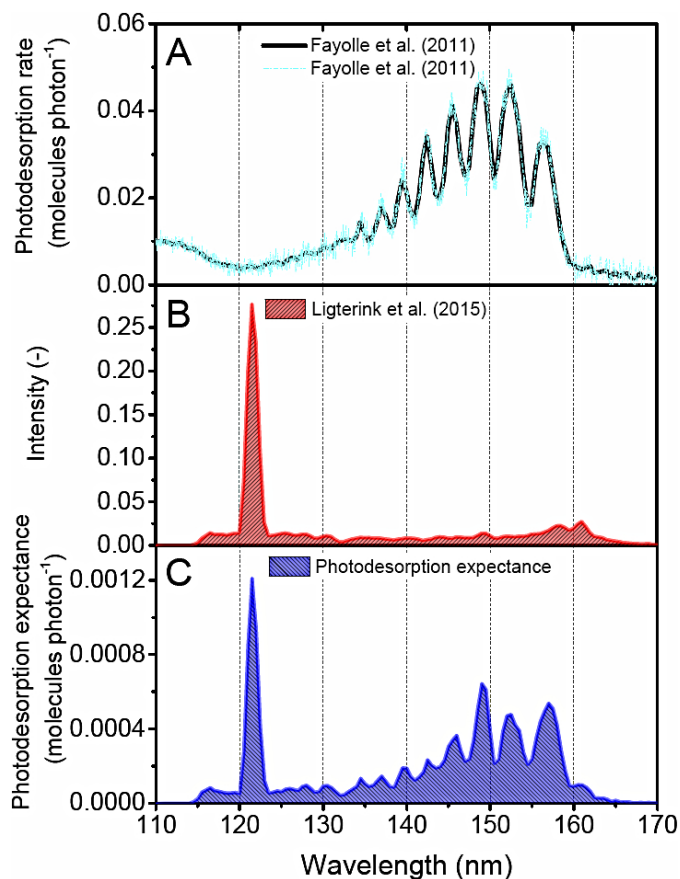 A
Fayolle et al. (2011)
Fayolle et al. (2011)
Photodesorption rate
(molecules photon⁻¹)
0.06
0.04
0.02
0.00
B
Ligterink et al. (2015)
Intensity (-)
0.25
0.20
0.15
0.10
0.05
0.00
C
Photodesorption expectance
Photodesorption expectance
(molecules photon⁻¹)
0.0012
0.0008
0.0004
0.0000
110 120 130 140 150 160 170
Wavelength (nm)